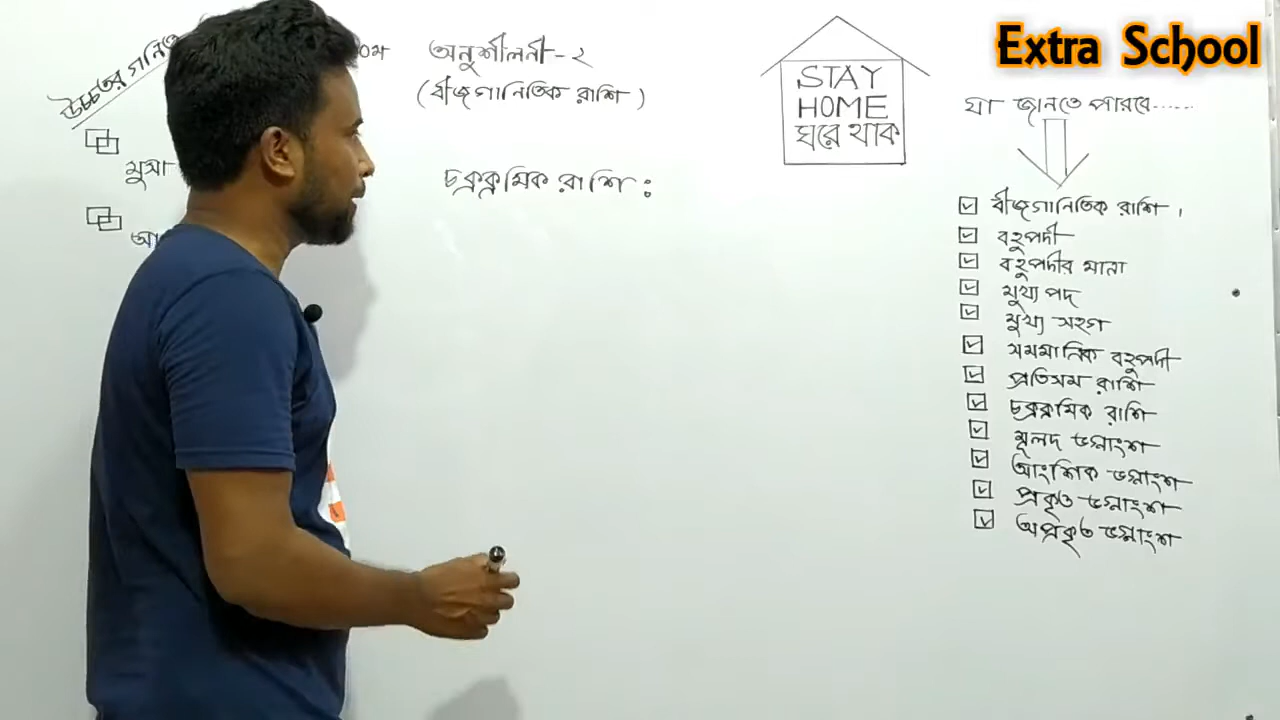 উচ্চতর গনিত
অনুশীলনী-২
(বীজগানিতিক রাশি)
চক্রক্রমিক রাশি:
মুসা
আ
STAY
HOME
ঘরে থাক
Extra School
যা জানতে পারবে......
বীজগানিতিক রাশি,
বহুপদী
বহুপদীর মাত্রা
মুখ্য পদ
মুখ্য সহগ
সমমানিক বহুপদী
প্রতিসম রাশি
চক্রক্রমিক রাশি
মূলদ ভগ্নাংশ
আংশিক ভগ্নাংশ
প্রকৃত ভগ্নাংশ
অপ্রকৃত ভগ্নাংশ